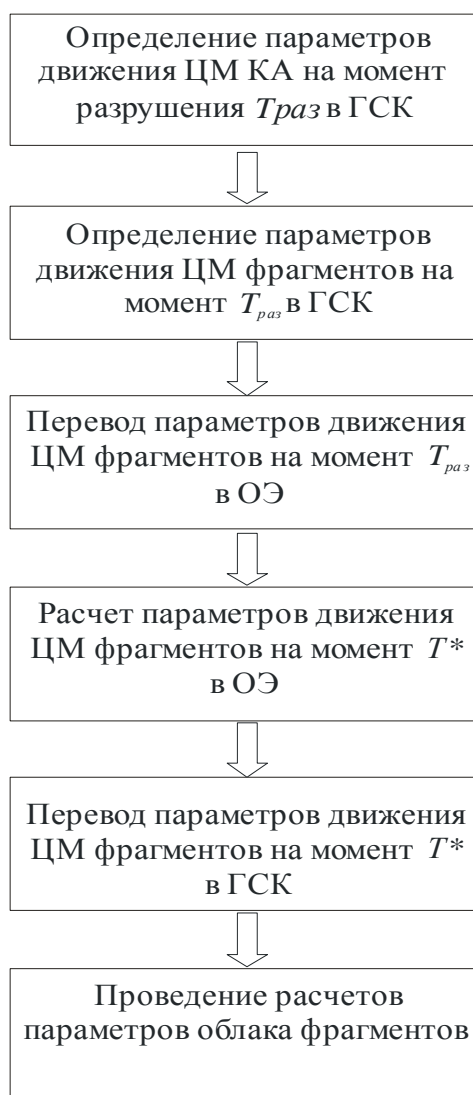 Определение параметров
движения ЦМ КА на момент
разрушения Tраз в ГСК
Определение параметров
движения ЦМ фрагментов на
момент Tраз в ГСК
Перевод параметров движения
ЦМ фрагментов на момент Tраз
в ОЭ
Расчет параметров движения
ЦМ фрагментов на момент T*
в ОЭ
Перевод параметров движения
ЦМ фрагментов на момент T*
в ГСК
Проведение расчетов
параметров облака фрагментов